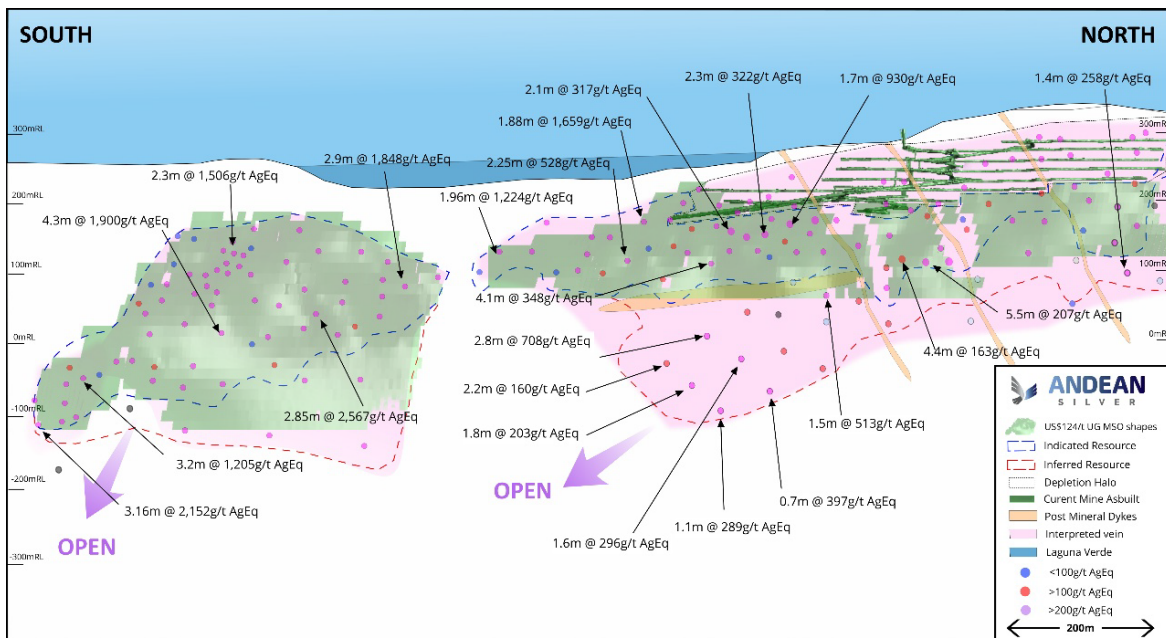 SOUTH
NORTH
2.3m @ 322g/t AgEq
1.7m @ 930g/t AgEq
1.4m @ 258g/t AgEq
2.1m @ 317g/t AgEq
1.88m @ 1,659g/t AgEq
300mRL
300mRL
2.9m @ 1,848g/t AgEq
2.25m @ 528g/t AgEq
2.3m @ 1,506g/t AgEq
1.96m @ 1,224g/t AgEq
200mRL
200mRL
4.3m @ 1,900g/t AgEq
100mRL
100mRL
4.1m @ 348g/t AgEq
5.5m @ 207g/t AgEq
0mRL
0mRL
2.8m @ 708g/t AgEq
4.4m @ 163g/t AgEq
2.2m @ 160g/t AgEq
-100mRL
2.85m @ 2,567g/t AgEq
1.5m @ 513g/t AgEq
1.8m @ 203g/t AgEq
3.2m @ 1,205g/t AgEq
-200mRL
OPEN
0.7m @ 397g/t AgEq
3.16m @ 2,152g/t AgEq
1.1m @ 289g/t AgEq
OPEN
1.6m @ 296g/t AgEq
-300mRL
ANDEAN
SILVER
US$124/t UG MSO shapes
Indicated Resource
Inferred Resource
Depletion Halo
Curent Mine Asbuilt
Post Mineral Dykes
Interpreted vein
Laguna Verde
<100g/t AgEq
>100g/t AgEq
>200g/t AgEq
200m